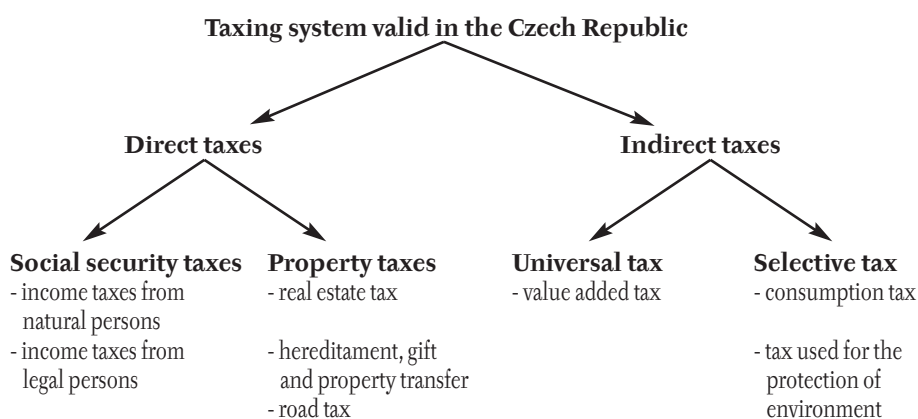 Taxing system valid in the Czech Republic
Direct taxes
Indirect taxes
Social security taxes
- income taxes from
natural persons
- income taxes from
legal persons
Property taxes
- real estate tax
- hereditament, gift
and property transfer
- road tax
Universal tax
- value added tax
Selective tax
- consumption tax
- tax used for the
protection of
environment